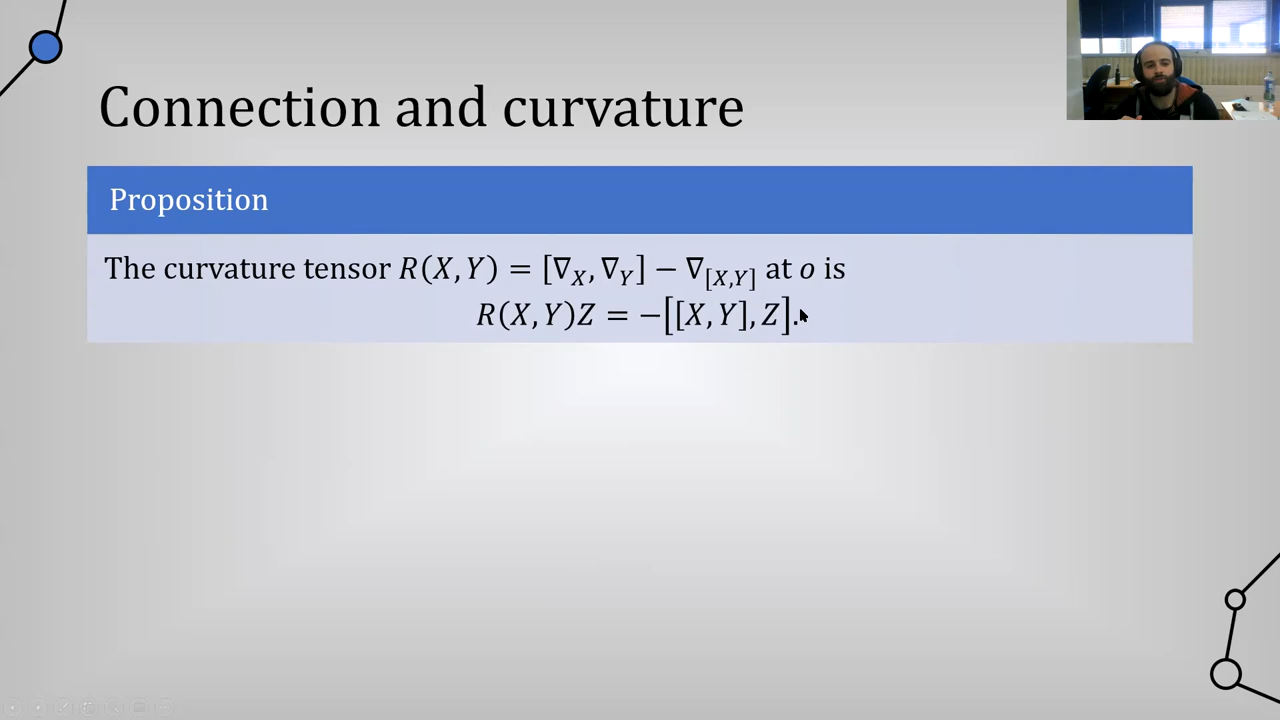 Connection and curvature
Proposition
The curvature tensor R(X, Y) = [∇_X, ∇_Y] − ∇_[X,Y] at o is
R(X, Y)Z = −[[X, Y], Z].